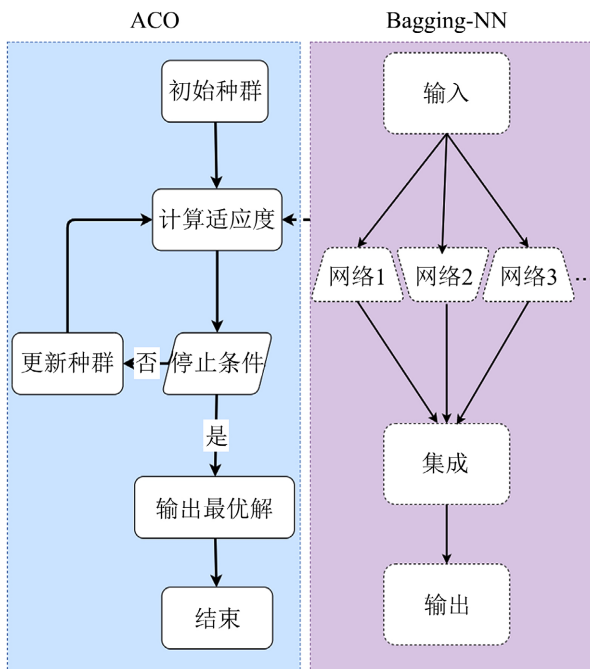 ACO
初始种群
计算适应度
更新种群
否
停止条件
是
输出最优解
结束
Bagging-NN
输入
网络1
网络2
网络3
集成
输出